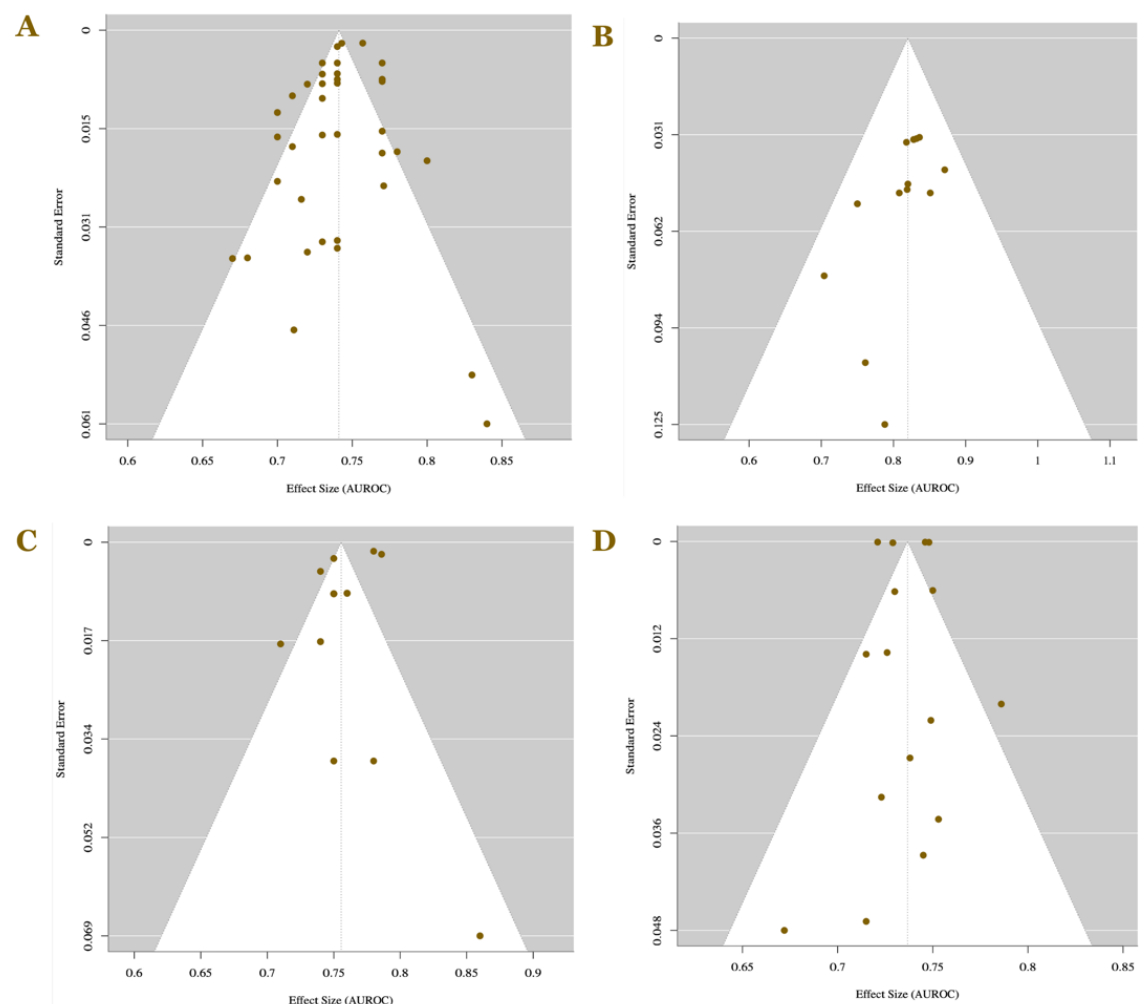 A
0
0.015
0.031
0.046
0.061
Standard Error
0.6 0.65 0.7 0.75 0.8 0.85
Effect Size (AUROC)
B
0
0.031
0.062
0.094
0.125
Standard Error
0.6 0.7 0.8 0.9 1 1.1
Effect Size (AUROC)
C
0
0.017
0.034
0.052
0.069
Standard Error
0.6 0.65 0.7 0.75 0.8 0.85 0.9
Effect Size (AUROC)
D
0
0.012
0.024
0.036
0.048
Standard Error
0.65 0.7 0.75 0.8 0.85
Effect Size (AUROC)